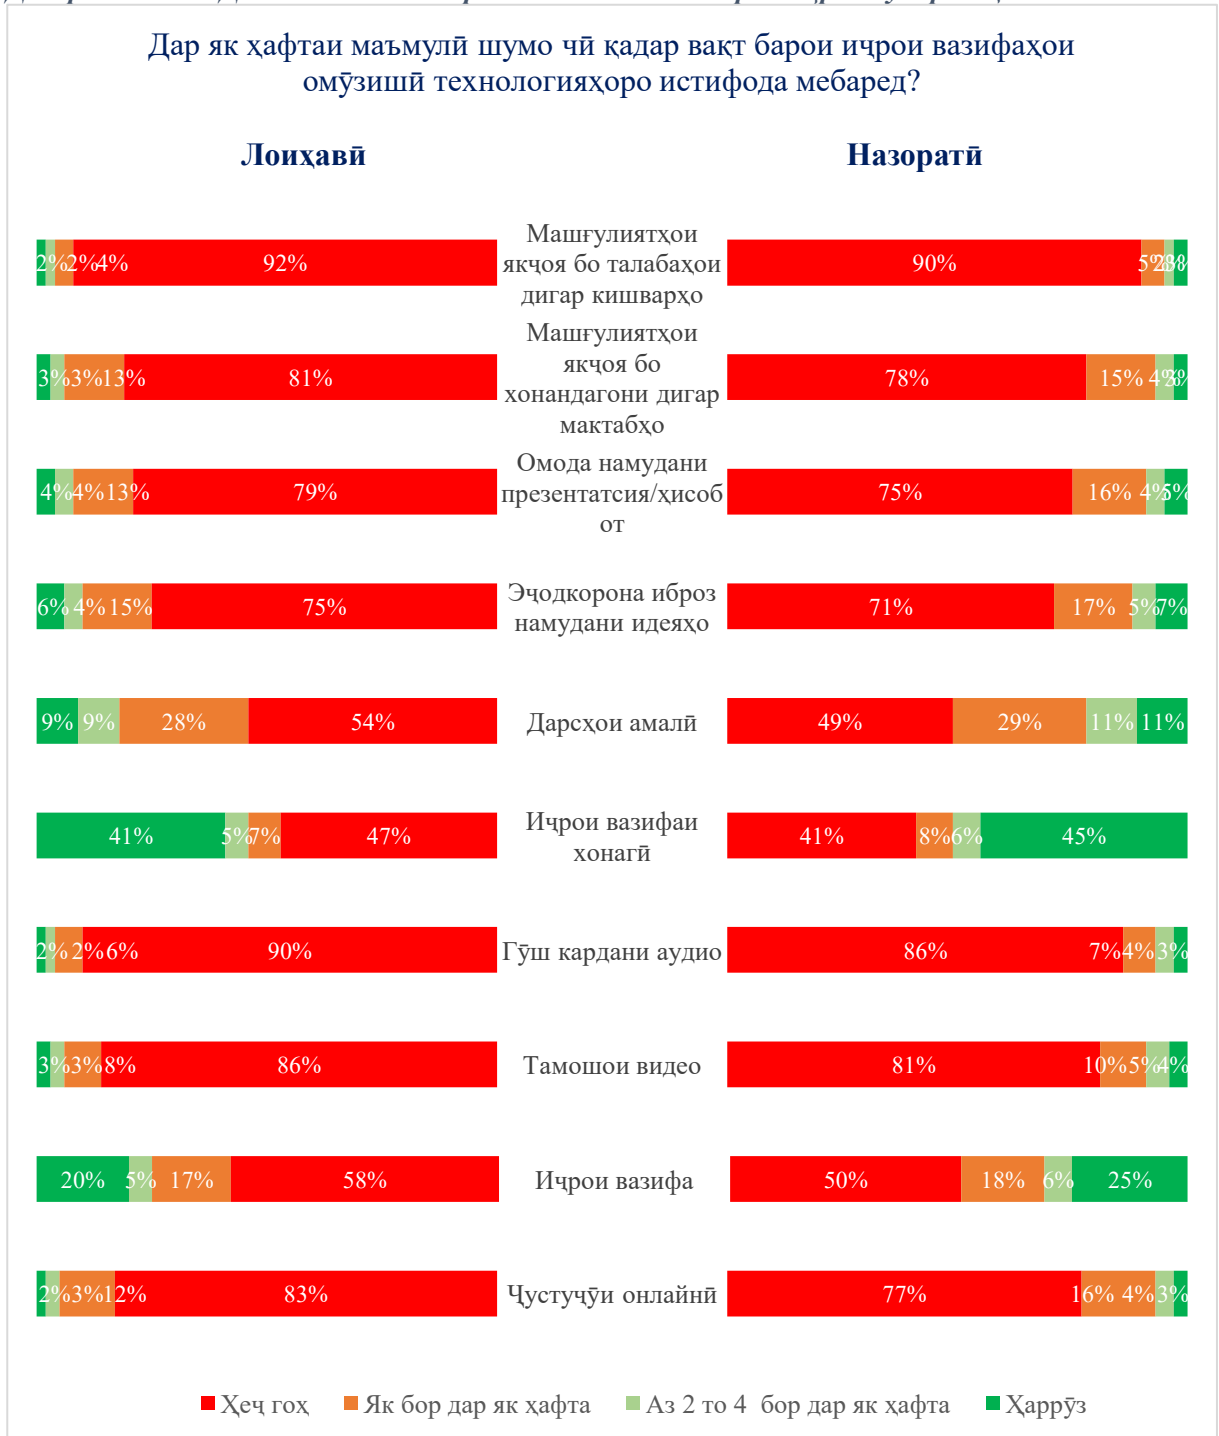 Дар як ҳафтаи маъмулӣ шумо чӣ қадар вақт барои иҷрои вазифаҳои
омӯзишӣ технологияҳоро истифода мебаред?
Лоиҳавӣ Назоратӣ
2% 2% 4% 92% Машғулиятҳои
якҷоя бо талабаҳои
дигар кишварҳо 90% 5% 2% 3%
3% 3% 13% 81% Машғулиятҳои
якҷоя бо
хонандагони дигар
мактабҳо 78% 15% 4% 3%
4% 4% 13% 79% Омода намудани
презентатсия/ҳисоб
от 75% 16% 4% 5%
6% 4% 15% 75% Эҷодкорона иброз
намудани идеяҳо 71% 17% 5% 7%
9% 9% 28% 54% Дарсҳои амалӣ 49% 29% 11% 11%
41% 5% 7% 47% Иҷрои вазифаи
хонагӣ 41% 8% 6% 45%
2% 2% 6% 90% Гӯш кардани аудио 86% 7% 4% 3%
3% 3% 8% 86% Тамошои видео 81% 10% 5% 4%
20% 5% 17% 58% Иҷрои вазифа 50% 18% 6% 25%
2% 3% 12% 83% Ҷустуҷӯи онлайнӣ 77% 16% 4% 3%
Ҳеҷ гоҳ Як бор дар як ҳафта Аз 2 то 4 бор дар як ҳафта Ҳаррӯз